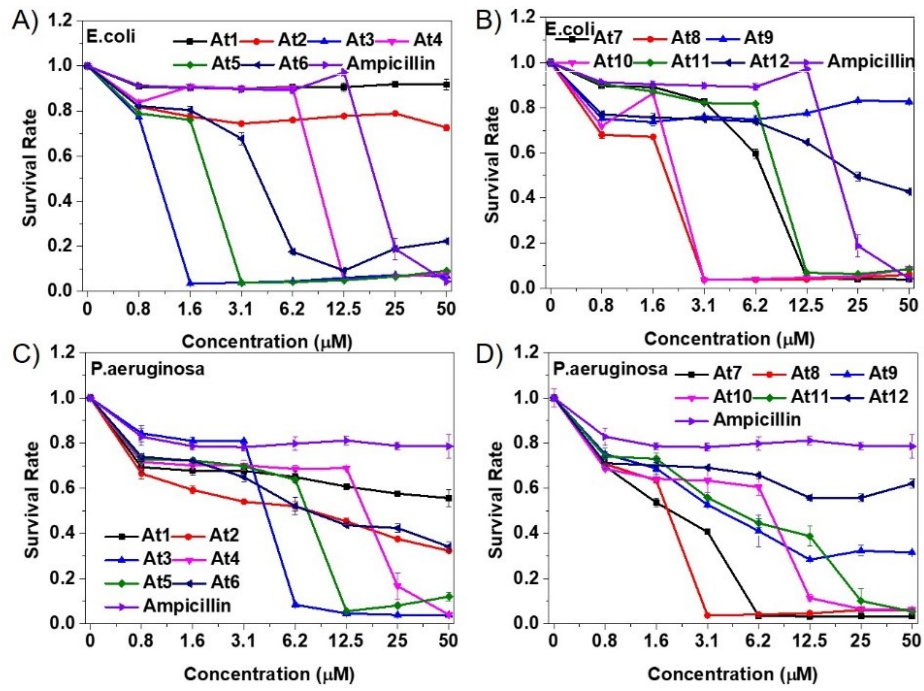 A)
E.coli
At1 At2 At3 At4
At5 At6 Ampicillin
1.2
1.0
0.8
0.6
0.4
0.2
0.0
Survival Rate
0 0.8 1.6 3.1 6.2 12.5 25 50
Concentration (μM)
B)
E.coli
At7 At8 At9
At10 At11 At12 Ampicillin
1.2
1.0
0.8
0.6
0.4
0.2
0.0
Survival Rate
0 0.8 1.6 3.1 6.2 12.5 25 50
Concentration (μM)
C)
P.aeruginosa
1.2
1.0
0.8
0.6
0.4
0.2
0.0
Survival Rate
At1 At2
At3 At4
At5 At6
Ampicillin
0 0.8 1.6 3.1 6.2 12.5 25 50
Concentration (μM)
D)
P.aeruginosa
At7 At8 At9
At10 At11 At12
Ampicillin
1.2
1.0
0.8
0.6
0.4
0.2
0.0
Survival Rate
0 0.8 1.6 3.1 6.2 12.5 25 50
Concentration (μM)